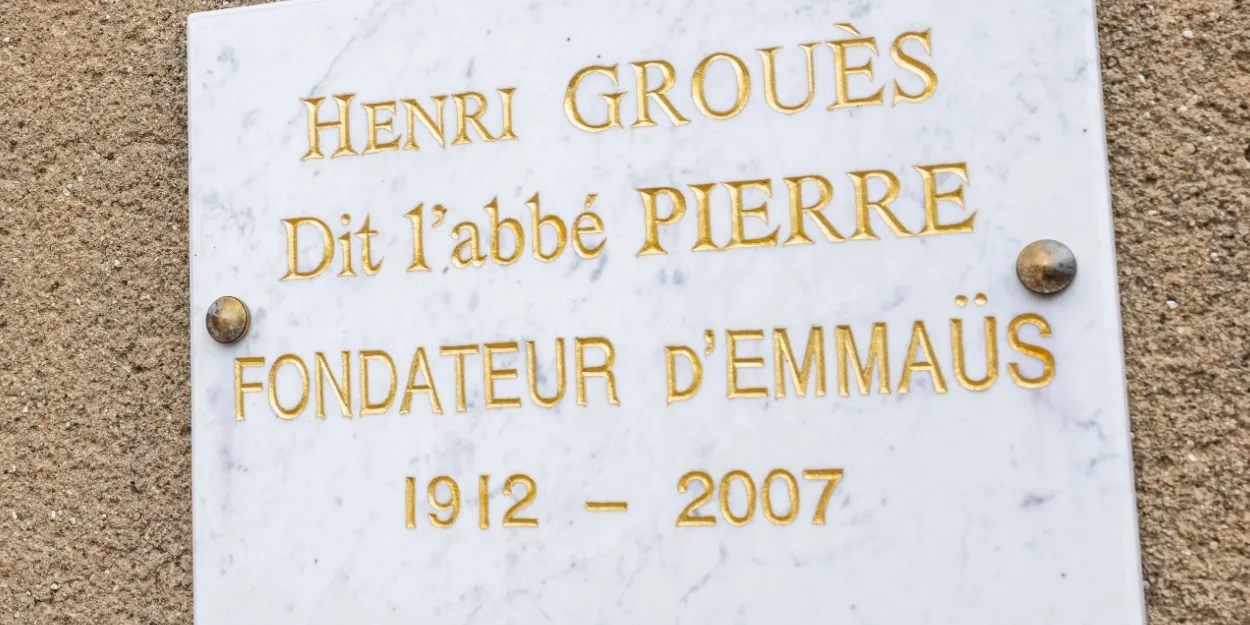 HENRI GROUÈS
Dit l'abbé PIERRE
FONDATEUR D'EMMAÜS
1912 – 2007